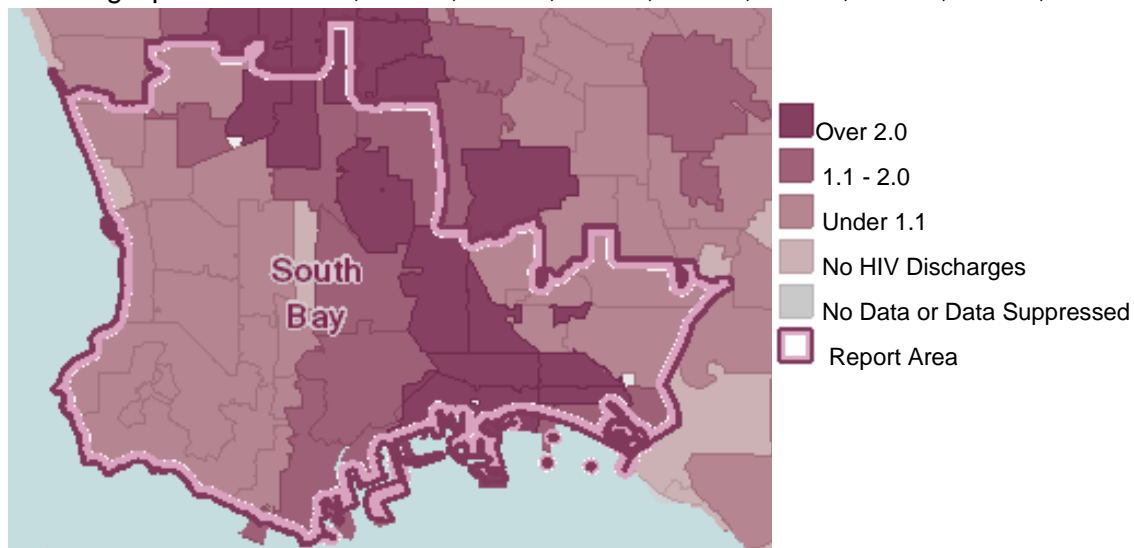 South
Bay
Over 2.0
1.1 - 2.0
Under 1.1
No HIV Discharges
No Data or Data Suppressed
Report Area